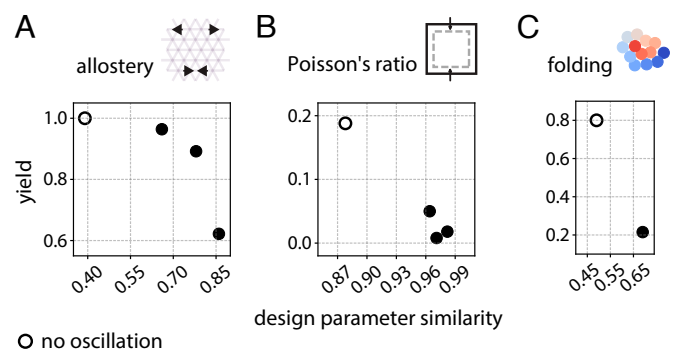 A
allostery
B
Poisson's ratio
C
folding
yield
1.0
0.8
0.6
0.40
0.55
0.70
0.85
0.2
0.1
0.0
0.87
0.90
0.93
0.96
0.99
0.8
0.6
0.4
0.2
0.45
0.55
0.65
design parameter similarity
no oscillation